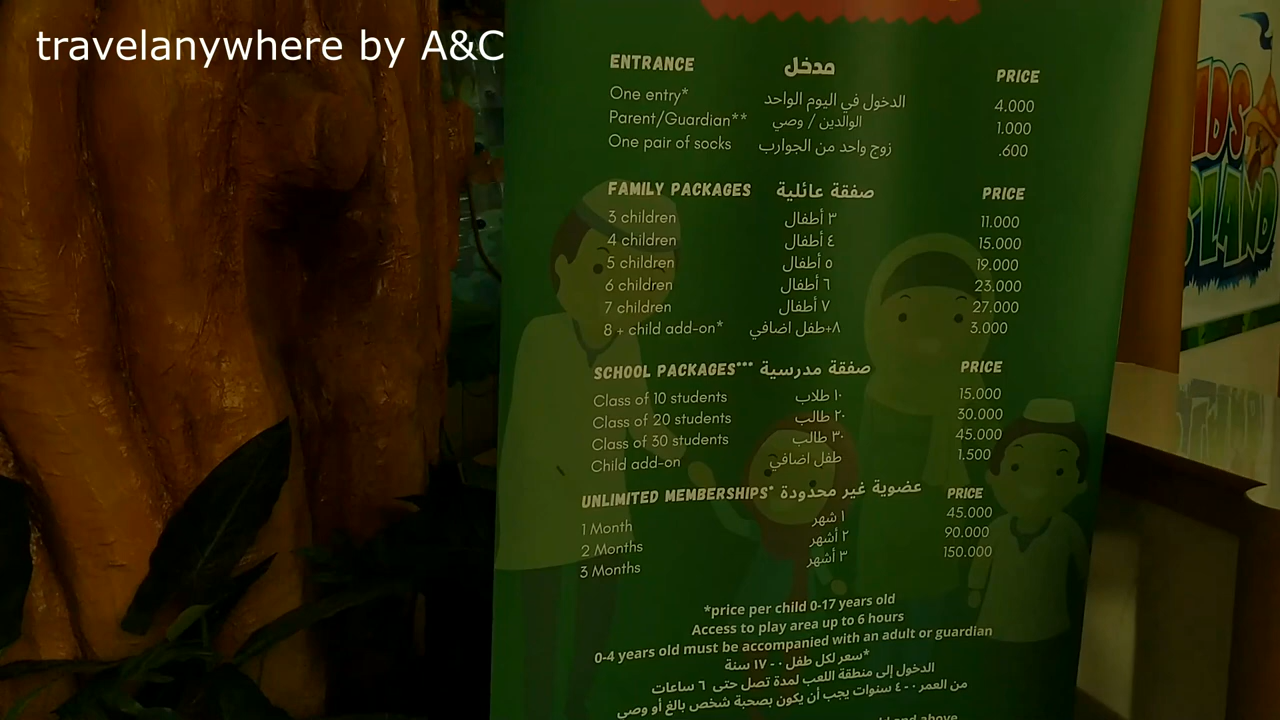 travelanywhere by A&C
ENTRANCE مدخل PRICE
One entry* الدخول في اليوم الواحد 4.000
Parent/Guardian** الوالدين / وصي 1.000
One pair of socks زوج واحد من الجوارب .600
FAMILY PACKAGES صفقة عائلية PRICE
3 children ٣ أطفال 11.000
4 children ٤ أطفال 15.000
5 children ٥ أطفال 19.000
6 children ٦ أطفال 23.000
7 children ٧ أطفال 27.000
8 + child add-on* ٨+طفل اضافي 3.000
SCHOOL PACKAGES*** صفقة مدرسية PRICE
Class of 10 students ١٠ طلاب 15.000
Class of 20 students ٢٠ طالب 30.000
Class of 30 students ٣٠ طالب 45.000
Child add-on طفل اضافي 1.500
UNLIMITED MEMBERSHIPS* عضوية غير محدودة PRICE
1 Month ١ شهر 45.000
2 Months ٢ أشهر 90.000
3 Months ٣ أشهر 150.000
*price per child 0-17 years old
Access to play area up to 6 hours
0-4 years old must be accompanied with an adult or guardian
*سعر لكل طفل ٠ - ١٧ سنة
الدخول إلى منطقة اللعب لمدة تصل حتى ٦ ساعات
من العمر ٠ - ٤ سنوات يجب أن يكون بصحبة شخص بالغ أو وصي
and above